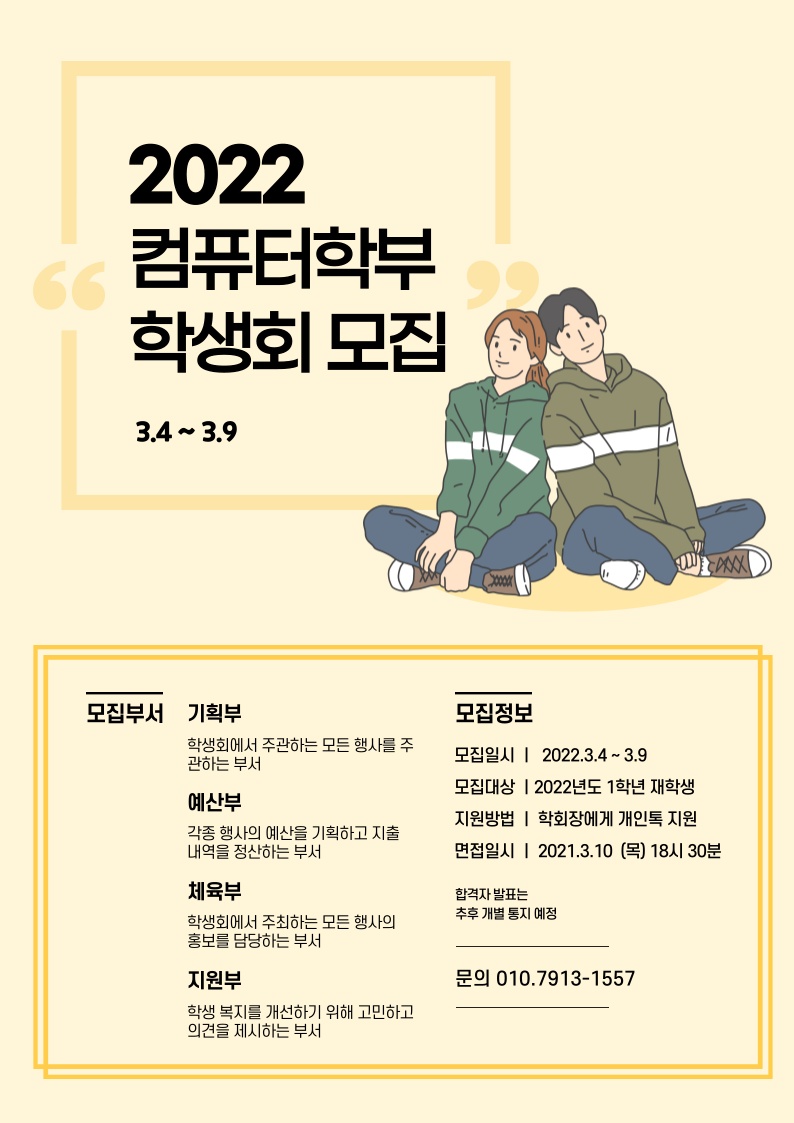 2022
컴퓨터학부
학생회 모집
3.4 ~ 3.9
모집부서
기획부
학생회에서 주관하는 모든 행사를 주
관하는 부서
예산부
각종 행사의 예산을 기획하고 지출
내역을 정산하는 부서
체육부
학생회에서 주최하는 모든 행사의
홍보를 담당하는 부서
지원부
학생 복지를 개선하기 위해 고민하고
의견을 제시하는 부서
모집정보
모집일시 | 2022.3.4 ~ 3.9
모집대상 | 2022년도 1학년 재학생
지원방법 | 학회장에게 개인톡 지원
면접일시 | 2021.3.10 (목) 18시 30분
합격자 발표는
추후 개별 통지 예정
문의 010.7913-1557